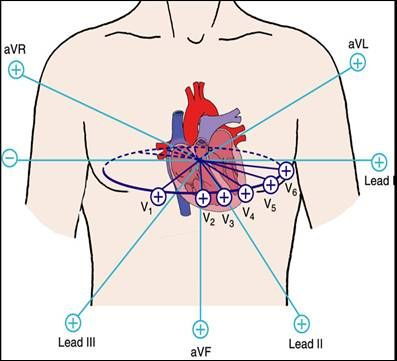 aVR
aVL
Lead I
V6
V5
V4
V3
V2
V1
Lead III
Lead II
aVF